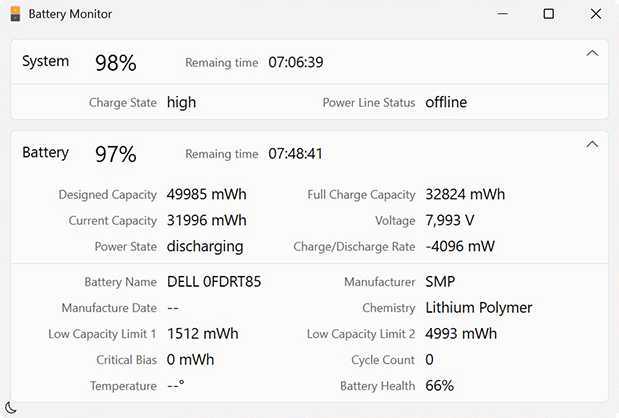 Battery Monitor
System 98% Remaing time 07:06:39
Charge State high Power Line Status offline
Battery 97% Remaing time 07:48:41
Designed Capacity 49985 mWh Full Charge Capacity 32824 mWh
Current Capacity 31996 mWh Voltage 7,993 V
Power State discharging Charge/Discharge Rate -4096 mW
Battery Name DELL 0FDRT85 Manufacturer SMP
Manufacture Date -- Chemistry Lithium Polymer
Low Capacity Limit 1 1512 mWh Low Capacity Limit 2 4993 mWh
Critical Bias 0 mWh Cycle Count 0
Temperature --° Battery Health 66%